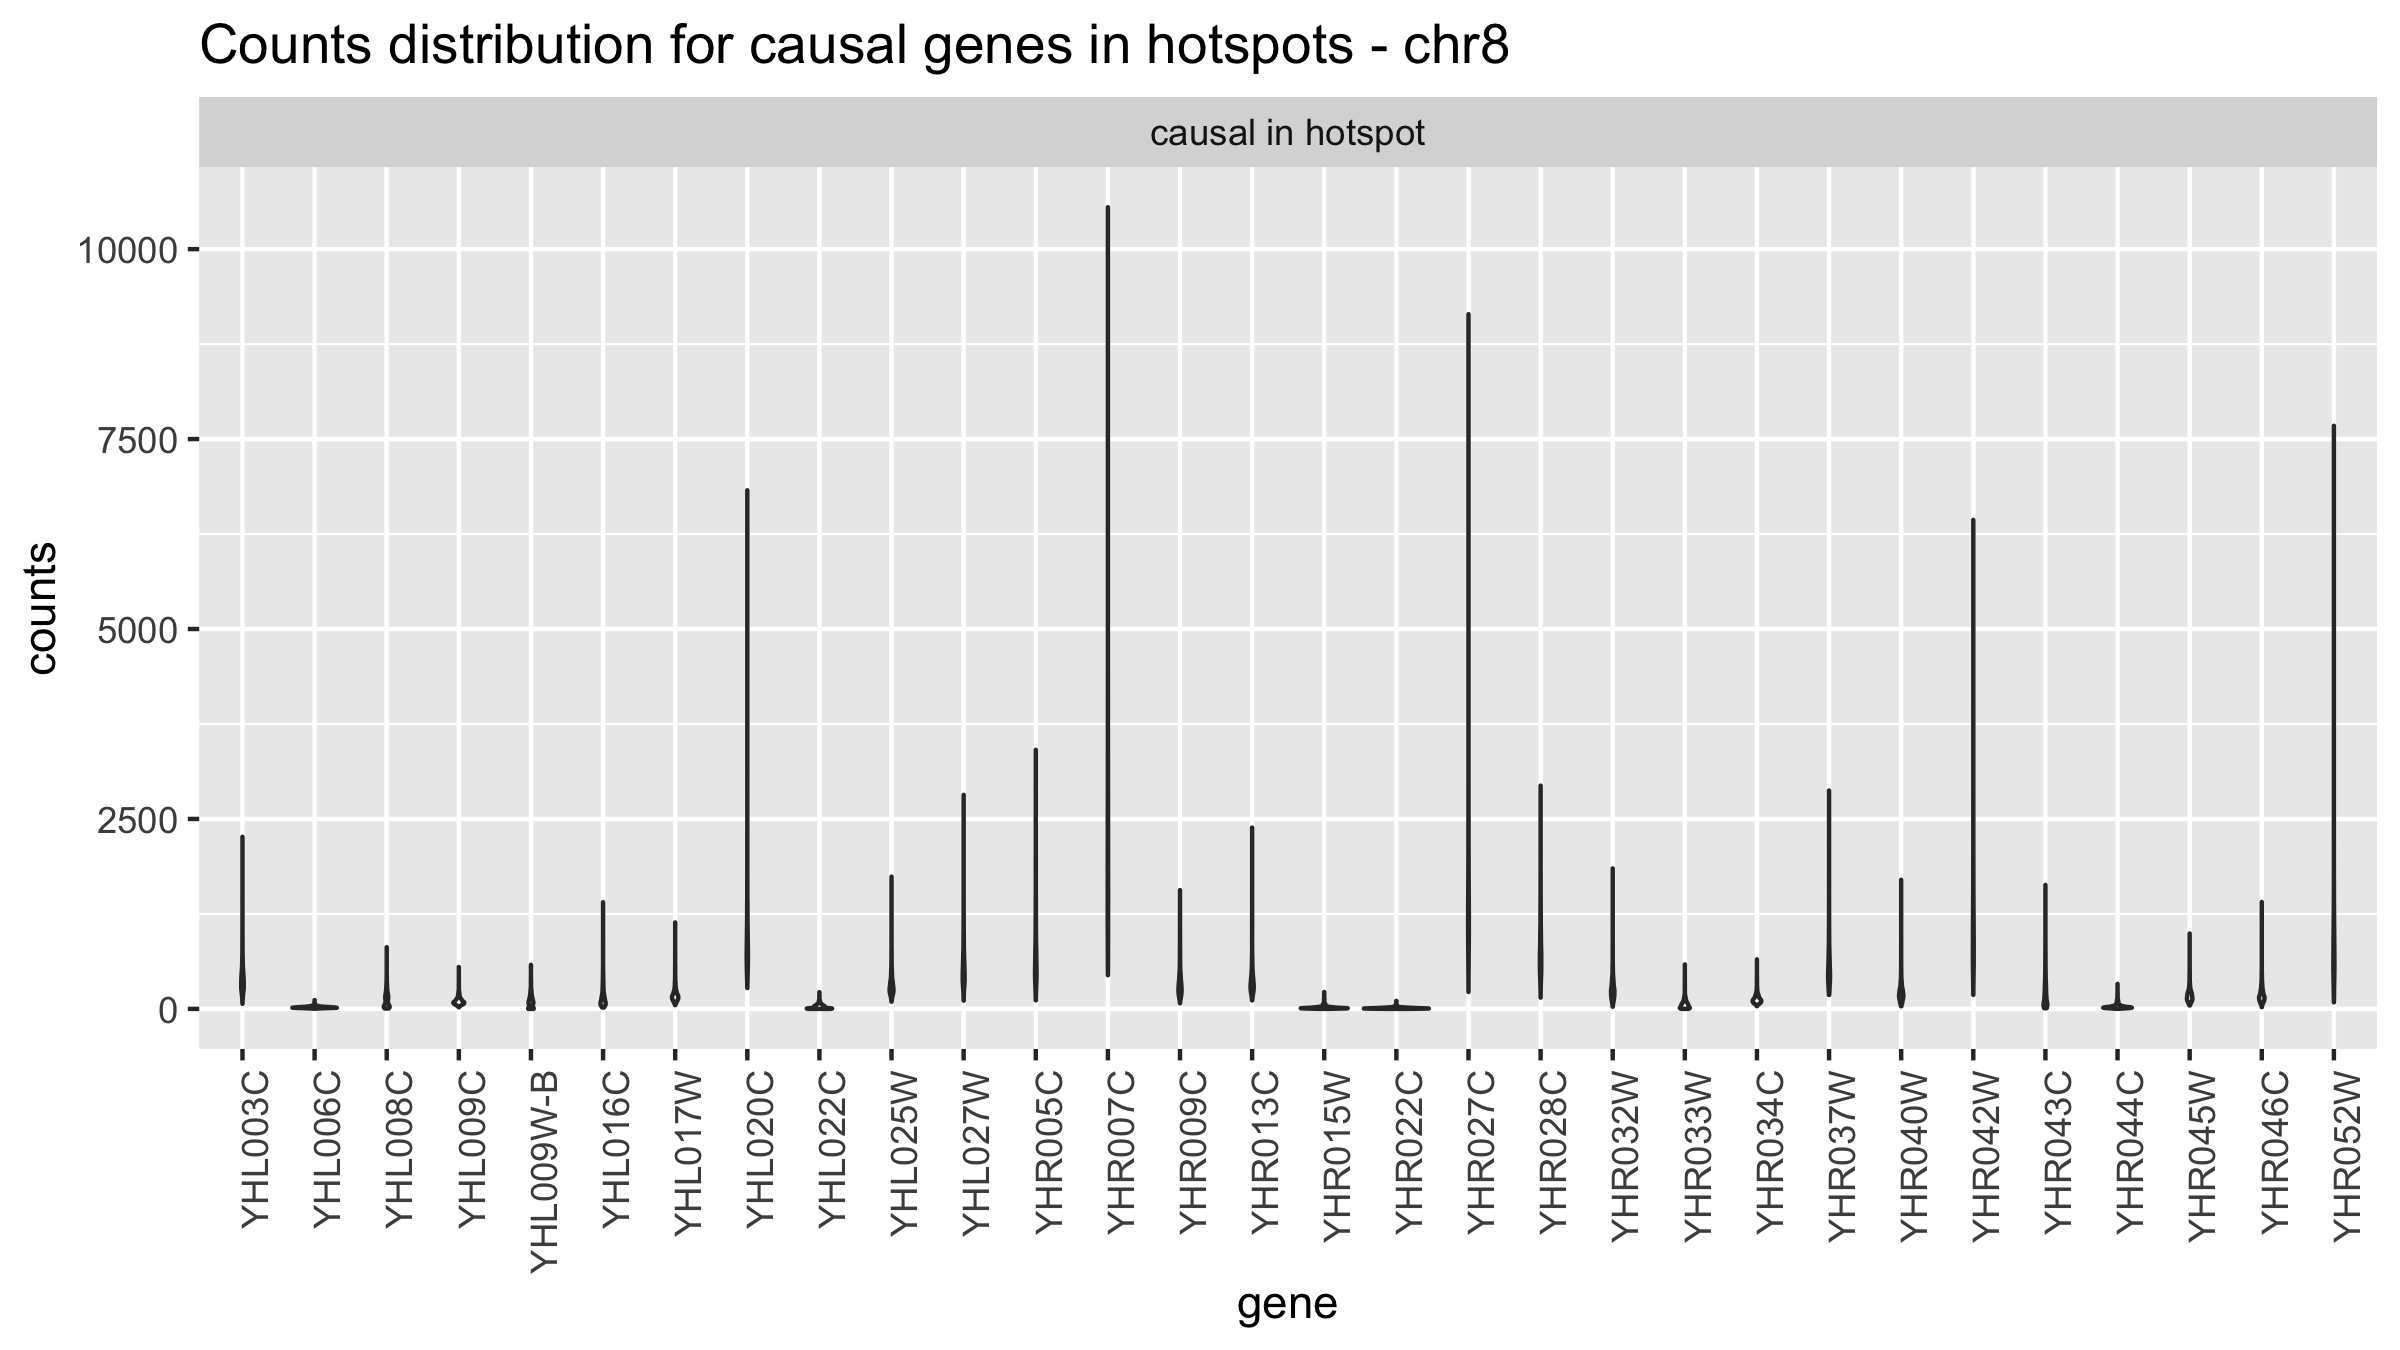 Counts distribution for causal genes in hotspots - chr8
causal in hotspot
counts
10000
7500
5000
2500
0
YHL003C
YHL006C
YHL008C
YHL009C
YHL009W-B
YHL016C
YHL017W
YHL020C
YHL022C
YHL025W
YHL027W
YHR005C
YHR007C
YHR009C
YHR013C
YHR015W
YHR022C
YHR027C
YHR028C
YHR032W
YHR033W
YHR034C
YHR037W
YHR040W
YHR042W
YHR043C
YHR044C
YHR045W
YHR046C
YHR052W
gene